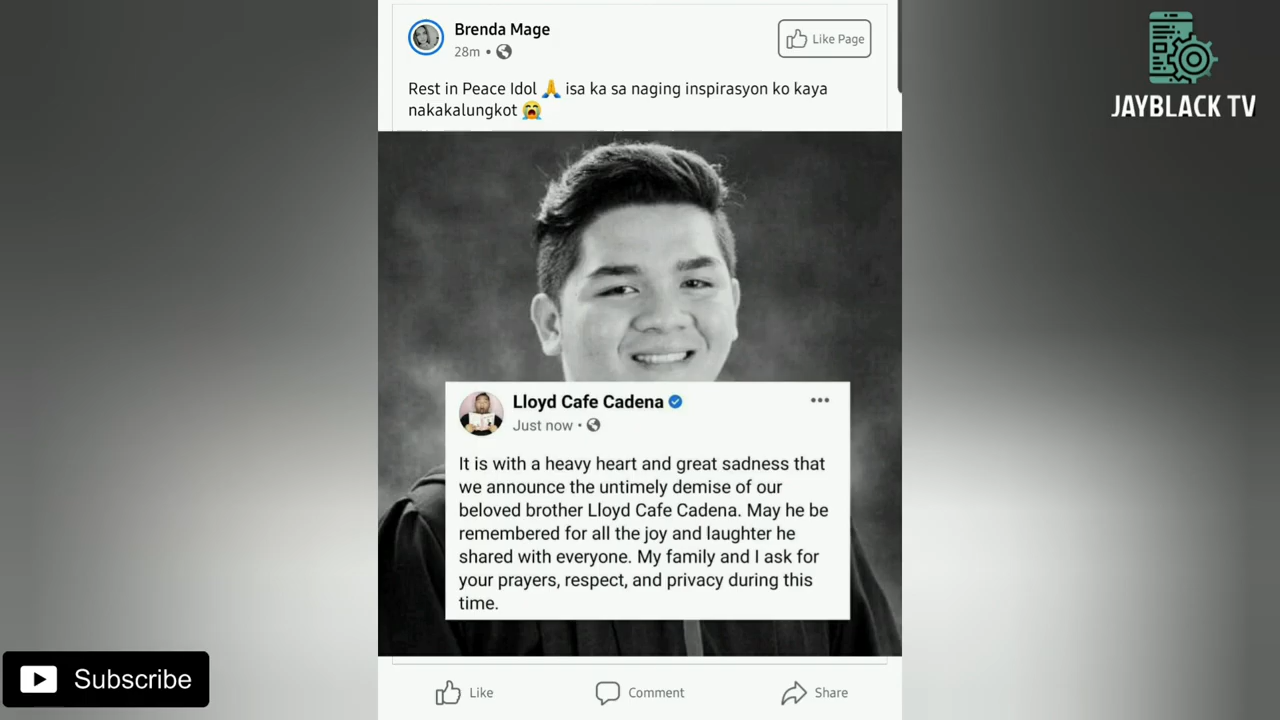 Brenda Mage
28m •
Like Page
Rest in Peace Idol 🙏 isa ka sa naging inspirasyon ko kaya
nakakalungkot 😭
JAYBLACK TV
Lloyd Cafe Cadena
Just now •
It is with a heavy heart and great sadness that
we announce the untimely demise of our
beloved brother Lloyd Cafe Cadena. May he be
remembered for all the joy and laughter he
shared with everyone. My family and I ask for
your prayers, respect, and privacy during this
time.
Subscribe
Like
Comment
Share